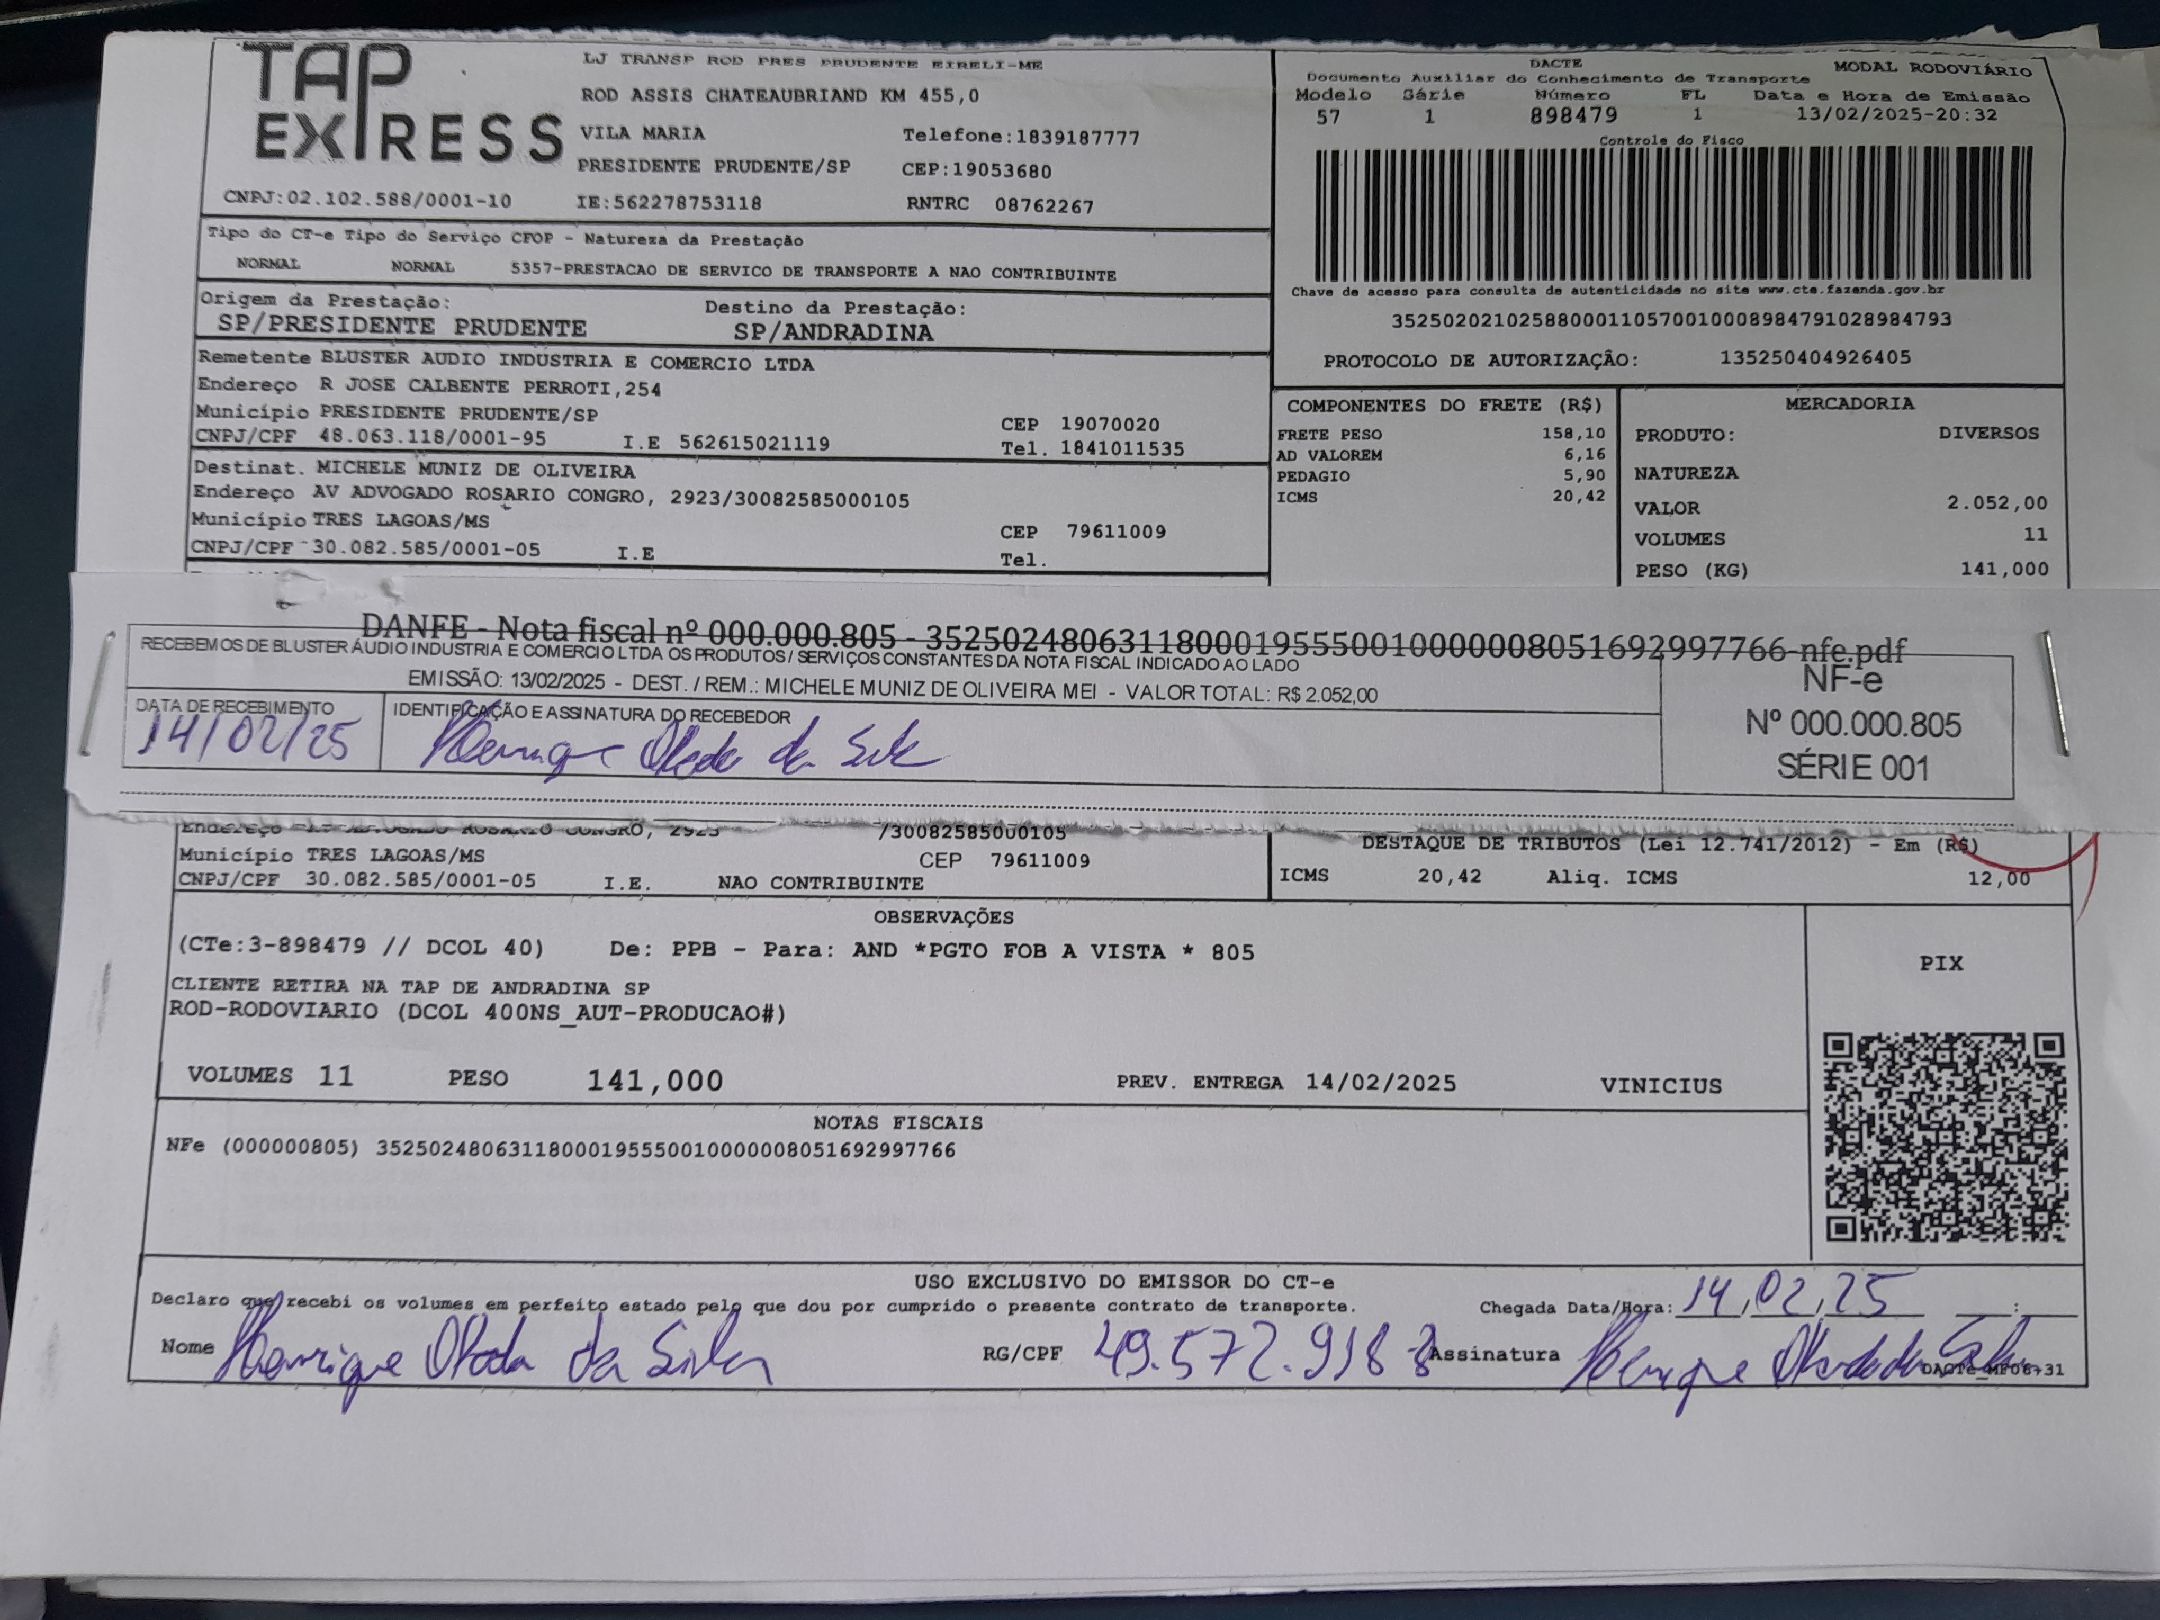 TAP
EXPRESS
LJ TRANSP ROD PRES PRUDENTE EIRELI-ME
ROD ASSIS CHATEAUBRIAND KM 455,0
VILA MARIA Telefone:1839187777
PRESIDENTE PRUDENTE/SP CEP:19053680
CNPJ:02.102.588/0001-10 IE:562278753118 RNTRC 08762267
DACTE MODAL RODOVIÁRIO
Documento Auxiliar do Conhecimento de Transporte
Modelo Série Número FL Data e Hora de Emissão
57 1 898479 1 13/02/2025-20:32
Controle do Fisco
Chave de acesso para consulta de autenticidade no site www.cte.fazenda.gov.br
35250202102588000110570010008984791028984793
PROTOCOLO DE AUTORIZAÇÃO: 135250404926405
Tipo do CT-e Tipo do Serviço CFOP - Natureza da Prestação
NORMAL NORMAL 5357-PRESTACAO DE SERVICO DE TRANSPORTE A NAO CONTRIBUINTE
Origem da Prestação: Destino da Prestação:
SP/PRESIDENTE PRUDENTE SP/ANDRADINA
Remetente BLUSTER AUDIO INDUSTRIA E COMERCIO LTDA
Endereço R JOSE CALBENTE PERROTI,254
Município PRESIDENTE PRUDENTE/SP CEP 19070020
CNPJ/CPF 48.063.118/0001-95 I.E 562615021119 Tel. 1841011535
Destinat. MICHELE MUNIZ DE OLIVEIRA
Endereço AV ADVOGADO ROSARIO CONGRO, 2923/30082585000105
Município TRES LAGOAS/MS CEP 79611009
CNPJ/CPF 30.082.585/0001-05 I.E Tel.
COMPONENTES DO FRETE (R$)
FRETE PESO 158,10
AD VALOREM 6,16
PEDAGIO 5,90
ICMS 20,42
MERCADORIA
PRODUTO: DIVERSOS
NATUREZA
VALOR 2.052,00
VOLUMES 11
PESO (KG) 141,000
DANFE - Nota fiscal nº 000.000.805 - 35250248063118000195550010000008051692997766-nfe.pdf
RECEBEMOS DE BLUSTER ÁUDIO INDUSTRIA E COMERCIO LTDA OS PRODUTOS / SERVIÇOS CONSTANTES DA NOTA FISCAL INDICADO AO LADO
EMISSÃO: 13/02/2025 - DEST. / REM.: MICHELE MUNIZ DE OLIVEIRA MEI - VALOR TOTAL: R$ 2.052,00
DATA DE RECEBIMENTO IDENTIFICAÇÃO E ASSINATURA DO RECEBEDOR
14/02/25 Henrique da Silva
NF-e
Nº 000.000.805
SÉRIE 001
Endereço AV ADVOGADO ROSARIO CONGRO, 2923 /30082585000105
Município TRES LAGOAS/MS CEP 79611009
CNPJ/CPF 30.082.585/0001-05 I.E. NAO CONTRIBUINTE
DESTAQUE DE TRIBUTOS (Lei 12.741/2012) - Em (R$)
ICMS 20,42 Aliq. ICMS 12,00
OBSERVAÇÕES
(CTe:3-898479 // DCOL 40) De: PPB - Para: AND *PGTO FOB A VISTA * 805
CLIENTE RETIRA NA TAP DE ANDRADINA SP
ROD-RODOVIARIO (DCOL 400NS_AUT-PRODUCAO#)
VOLUMES 11 PESO 141,000 PREV. ENTREGA 14/02/2025 VINICIUS
PIX
NOTAS FISCAIS
NFe (000000805) 35250248063118000195550010000008051692997766
USO EXCLUSIVO DO EMISSOR DO CT-e
Declaro que recebi os volumes em perfeito estado pelo que dou por cumprido o presente contrato de transporte. Chegada Data/Hora: 14,02,25 :
Nome Henrique da Silva RG/CPF 49.572.918 Assinatura Henrique da
DACTe_MF06+31